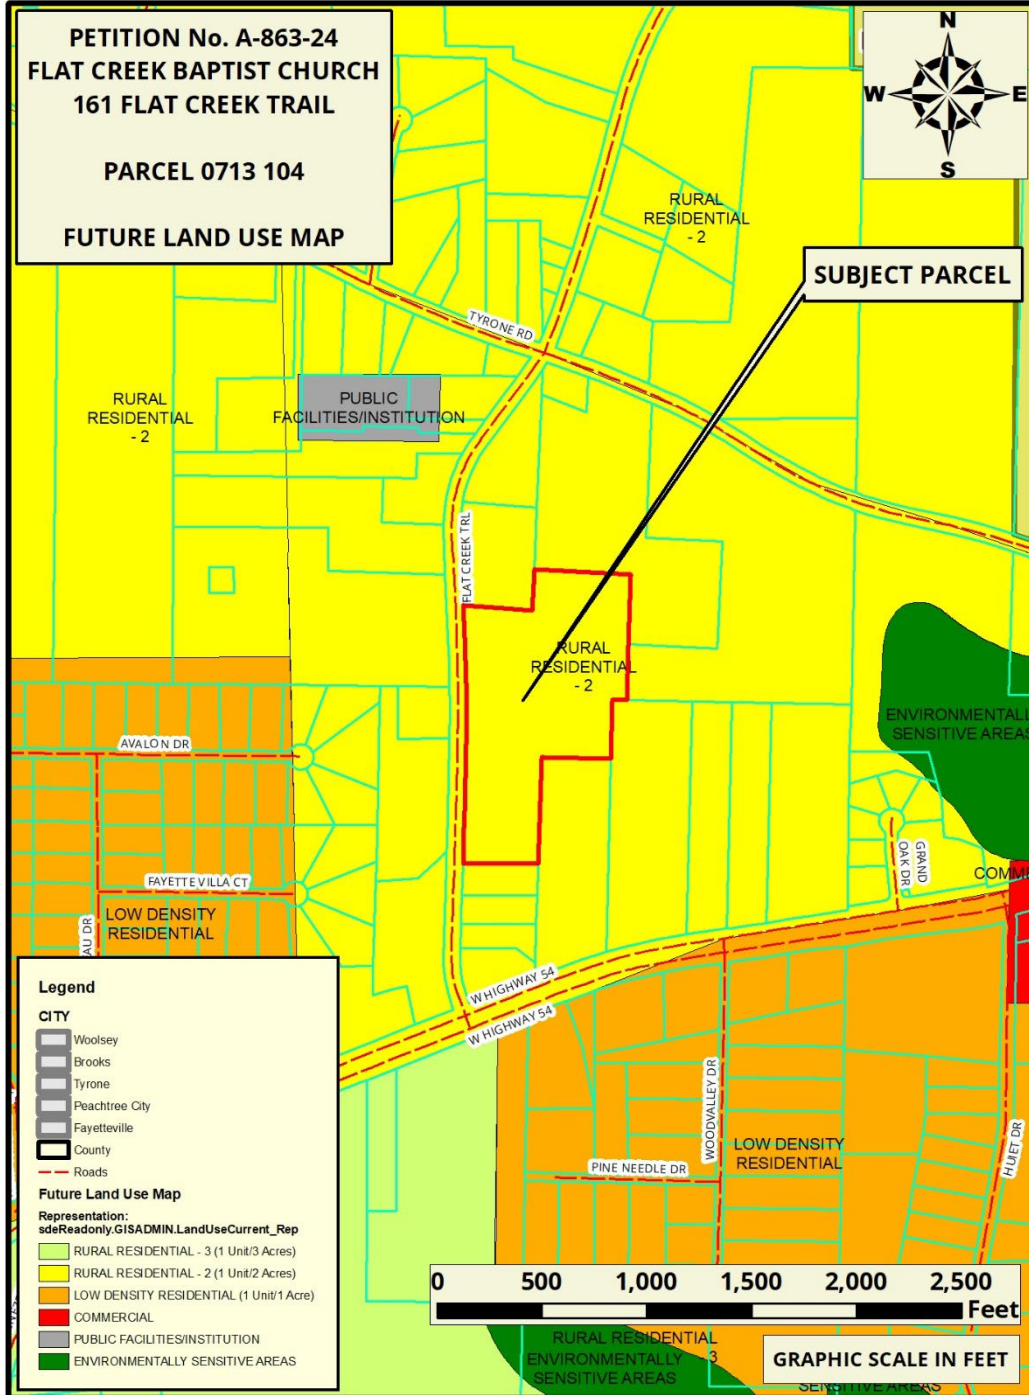 PETITION No. A-863-24
FLAT CREEK BAPTIST CHURCH
161 FLAT CREEK TRAIL
PARCEL 0713 104
FUTURE LAND USE MAP
N
W
E
S
RURAL
RESIDENTIAL
- 2
SUBJECT PARCEL
TYRONE RD
RURAL
RESIDENTIAL
- 2
PUBLIC
FACILITIES/INSTITUTION
FLAT CREEK TRL
RURAL
RESIDENTIAL
- 2
ENVIRONMENTALL
SENSITIVE AREAS
AVALON DR
GRAND
OAK DR
COMME
FAYETTE VILLA CT
LOW DENSITY
RESIDENTIAL
AU DR
W HIGHWAY 54
W HIGHWAY 54
WOODVALLEY DR
PINE NEEDLE DR
LOW DENSITY
RESIDENTIAL
HUIET DR
Legend
CITY
Woolsey
Brooks
Tyrone
Peachtree City
Fayetteville
County
Roads
Future Land Use Map
Representation:
sdeReadonly.GISADMIN.LandUseCurrent_Rep
RURAL RESIDENTIAL - 3 (1 Unit/3 Acres)
RURAL RESIDENTIAL - 2 (1 Unit/2 Acres)
LOW DENSITY RESIDENTIAL (1 Unit/1 Acre)
COMMERCIAL
PUBLIC FACILITIES/INSTITUTION
ENVIRONMENTALLY SENSITIVE AREAS
0 500 1,000 1,500 2,000 2,500
Feet
RURAL RESIDENTIAL
- 3
ENVIRONMENTALLY
SENSITIVE AREAS
GRAPHIC SCALE IN FEET
SENSITIVE AREAS